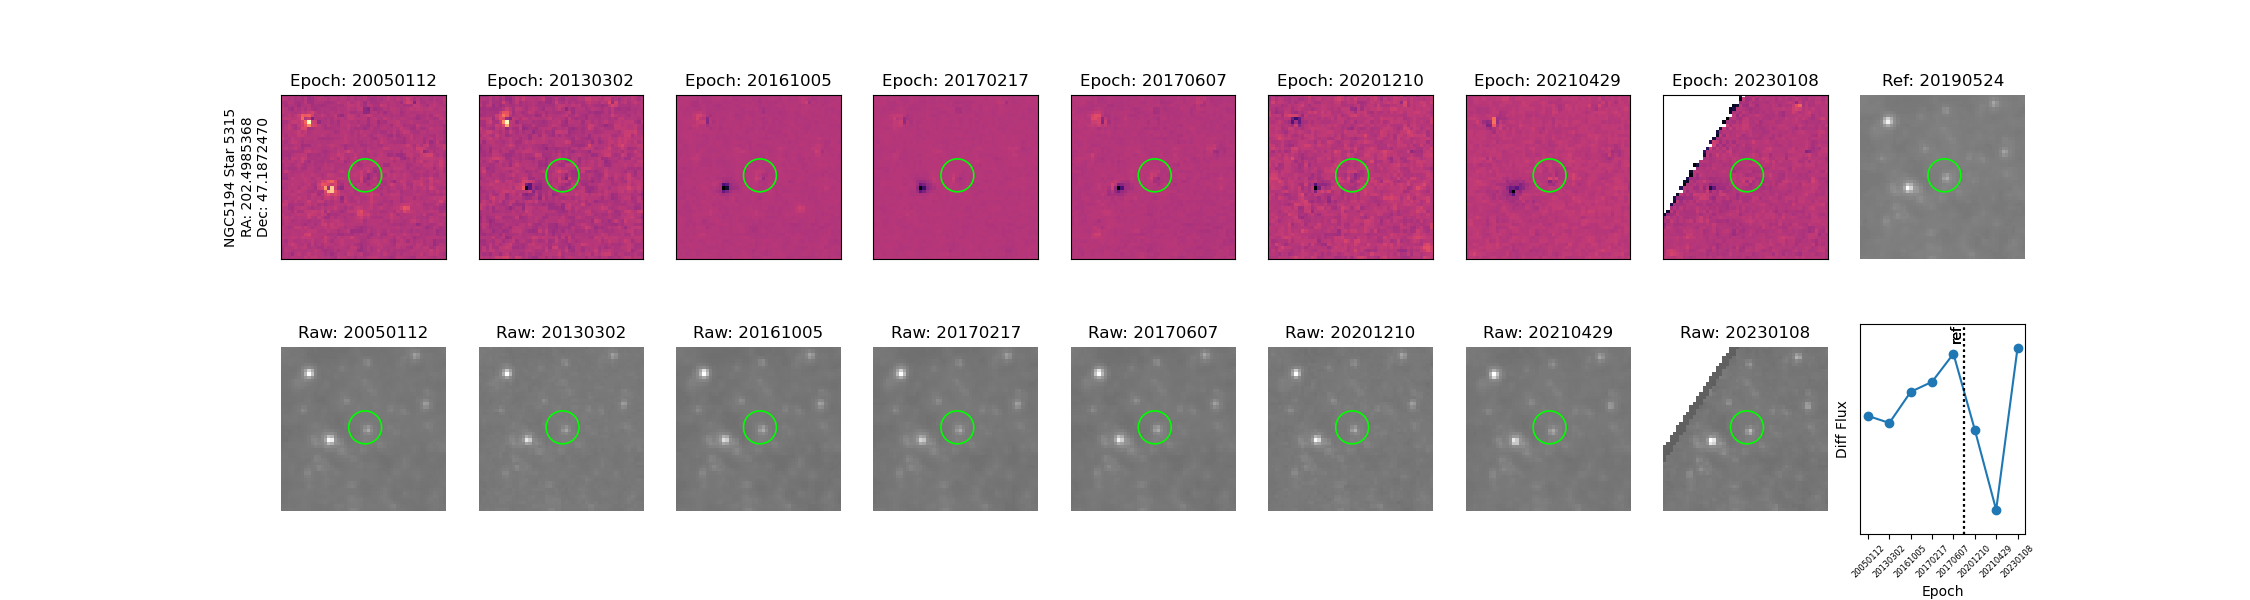 NGC5194 Star 5315
RA: 202.4985368
Dec: 47.1872470
Epoch: 20050112
Epoch: 20130302
Epoch: 20161005
Epoch: 20170217
Epoch: 20170607
Epoch: 20201210
Epoch: 20210429
Epoch: 20230108
Ref: 20190524
Raw: 20050112
Raw: 20130302
Raw: 20161005
Raw: 20170217
Raw: 20170607
Raw: 20201210
Raw: 20210429
Raw: 20230108
ref
Diff Flux
20050112
20130302
20161005
20170217
20170607
20201210
20210429
20230108
Epoch